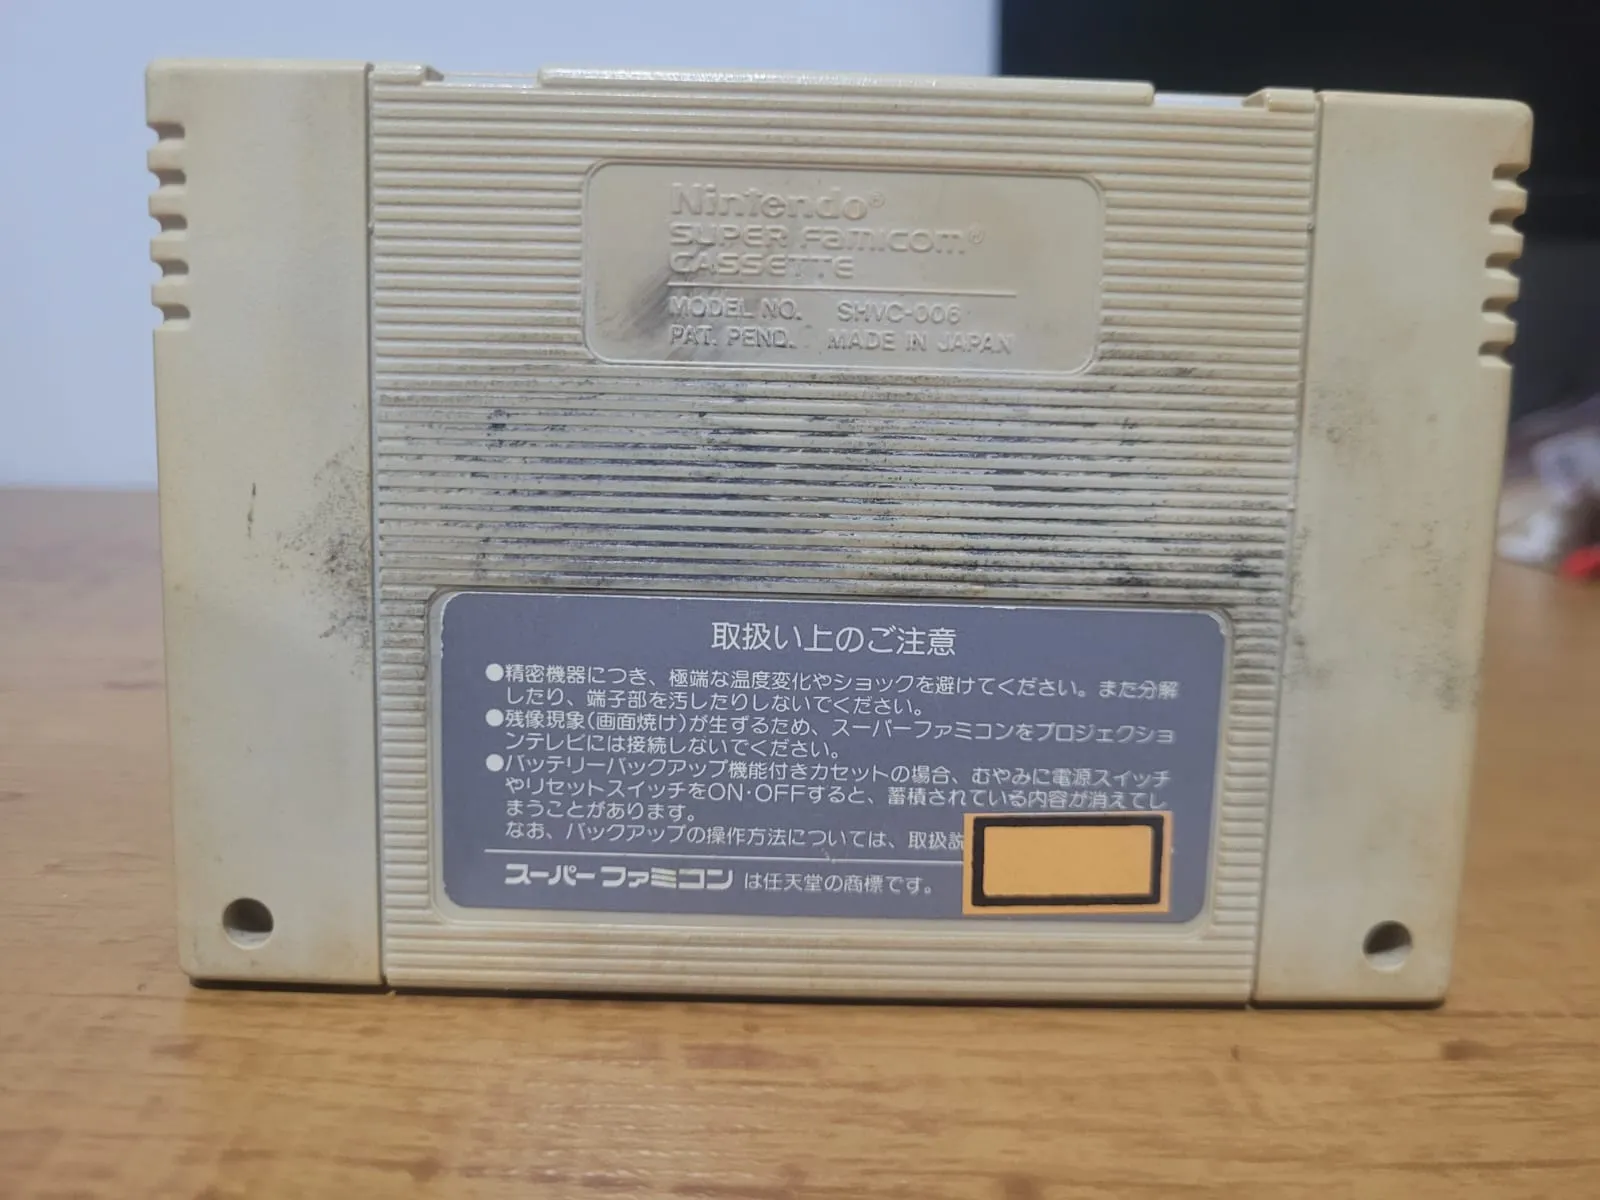 Nintendo®
SUPER FAMICOM®
CASSETTE
MODEL NO. SHVC-006
PAT. PEND. MADE IN JAPAN
取扱い上のご注意
●精密機器につき、極端な温度変化やショックを避けてください。また分解
したり、端子部を汚したりしないでください。
●残像現象(画面焼け)が生ずるため、スーパーファミコンをプロジェクショ
ンテレビには接続しないでください。
●バッテリーバックアップ機能付きカセットの場合、むやみに電源スイッチ
やリセットスイッチをON・OFFすると、蓄積されている内容が消えてし
まうことがあります。
なお、バックアップの操作方法については、取扱説
スーパーファミコンは任天堂の商標です。